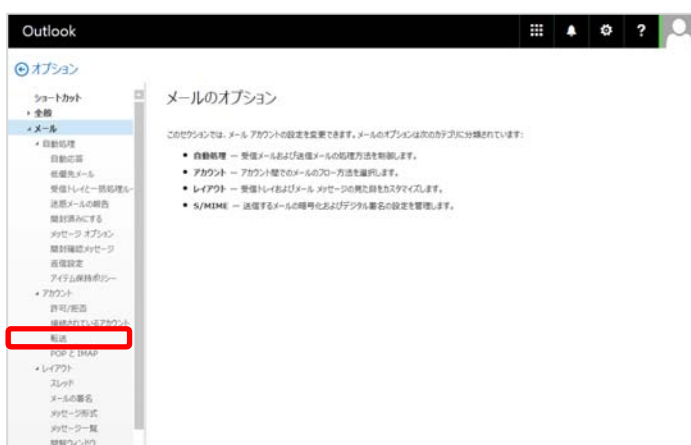 Outlook
?
オプション
ショートカット
全般
メール
自動処理
自動応答
低優先メール
受信トレイと一括処理ルー
迷惑メールの報告
開封済みにする
メッセージ オプション
開封確認メッセージ
返信設定
アイテム保持ポリシー
アカウント
許可/拒否
接続されているアカウント
転送
POP と IMAP
レイアウト
スレッド
メールの署名
メッセージ形式
メッセージ一覧
閲覧ウィンドウ
メールのオプション
このセクションでは、メール アカウントの設定を変更できます。メールのオプションは次のカテゴリに分類されています:
• 自動処理 — 受信メールおよび送信メールの処理方法を制御します。
• アカウント — アカウント間でのメールのフロー方法を選択します。
• レイアウト — 受信トレイおよびメール メッセージの見た目をカスタマイズします。
• S/MIME — 送信するメールの暗号化およびデジタル署名の設定を管理します。